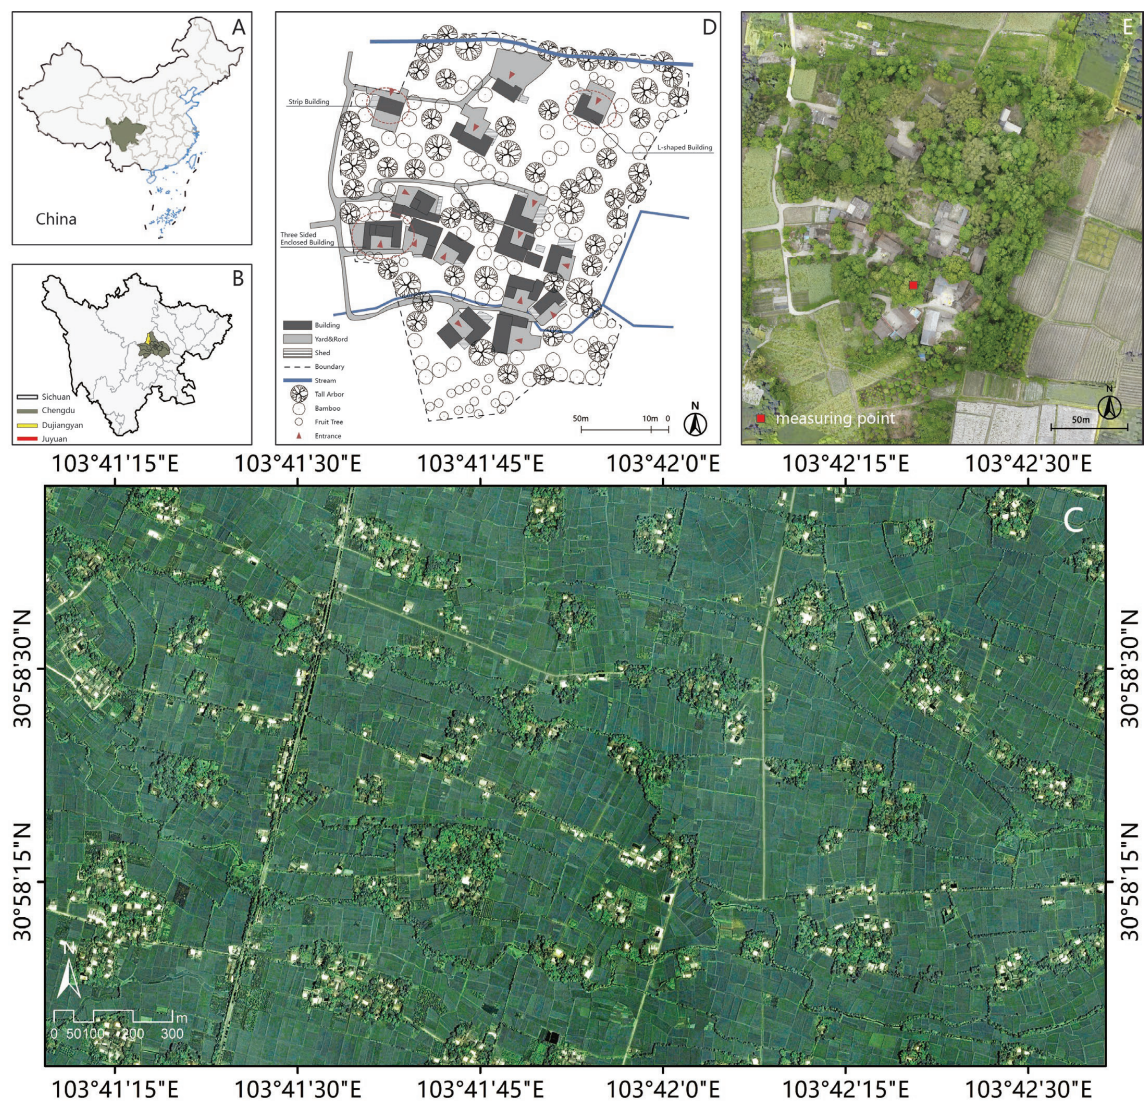 A
China
B
Sichuan
Chengdu
Dujiangyan
Juyuan
D
Strip Building
L-shaped Building
Three Sided
Enclosed Building
Building
Yard&Rord
Shed
Boundary
Stream
Tall Arbor
Bamboo
Fruit Tree
Entrance
50m 10m 0
N
E
measuring point
N
50m
103°41'15"E 103°41'30"E 103°41'45"E 103°42'0"E 103°42'15"E 103°42'30"E
C
30°58'30"N 30°58'30"N
30°58'15"N 30°58'15"N
N
m
0 50100 200 300
103°41'15"E 103°41'30"E 103°41'45"E 103°42'0"E 103°42'15"E 103°42'30"E